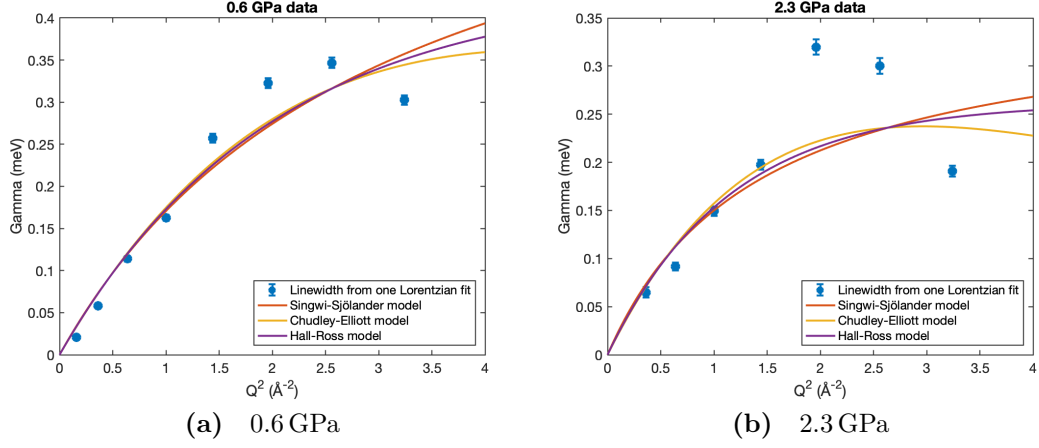 0.6 GPa data
Gamma (meV)
0.4
0.35
0.3
0.25
0.2
0.15
0.1
0.05
0
0 0.5 1 1.5 2 2.5 3 3.5 4
Q² (Å⁻²)
Linewidth from one Lorentzian fit
Singwi-Sjölander model
Chudley-Elliott model
Hall-Ross model
(a) 0.6 GPa
2.3 GPa data
Gamma (meV)
0.35
0.3
0.25
0.2
0.15
0.1
0.05
0
0 0.5 1 1.5 2 2.5 3 3.5 4
Q² (Å⁻²)
Linewidth from one Lorentzian fit
Singwi-Sjölander model
Chudley-Elliott model
Hall-Ross model
(b) 2.3 GPa